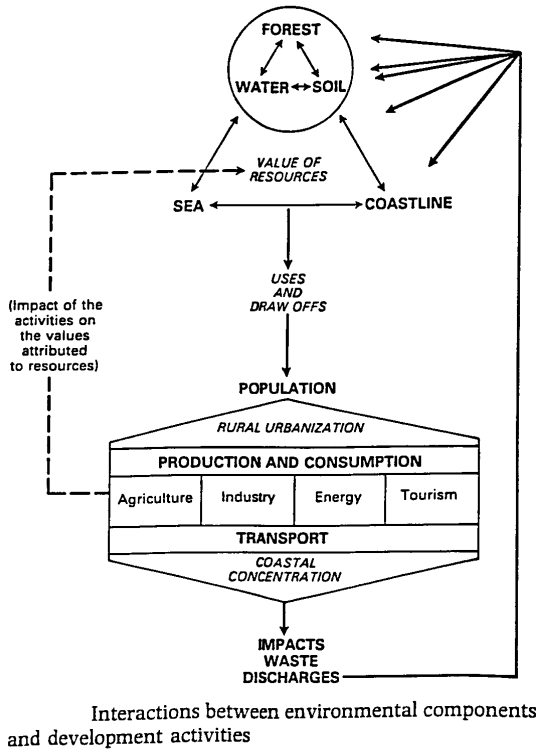 FOREST
WATER
SOIL
VALUE OF
RESOURCES
SEA
COASTLINE
USES
AND
DRAW OFFS
(Impact of the
activities on
the values
attributed
to resources)
POPULATION
RURAL URBANIZATION
PRODUCTION AND CONSUMPTION
Agriculture
Industry
Energy
Tourism
TRANSPORT
COASTAL
CONCENTRATION
IMPACTS
WASTE
DISCHARGES
Interactions between environmental components
and development activities